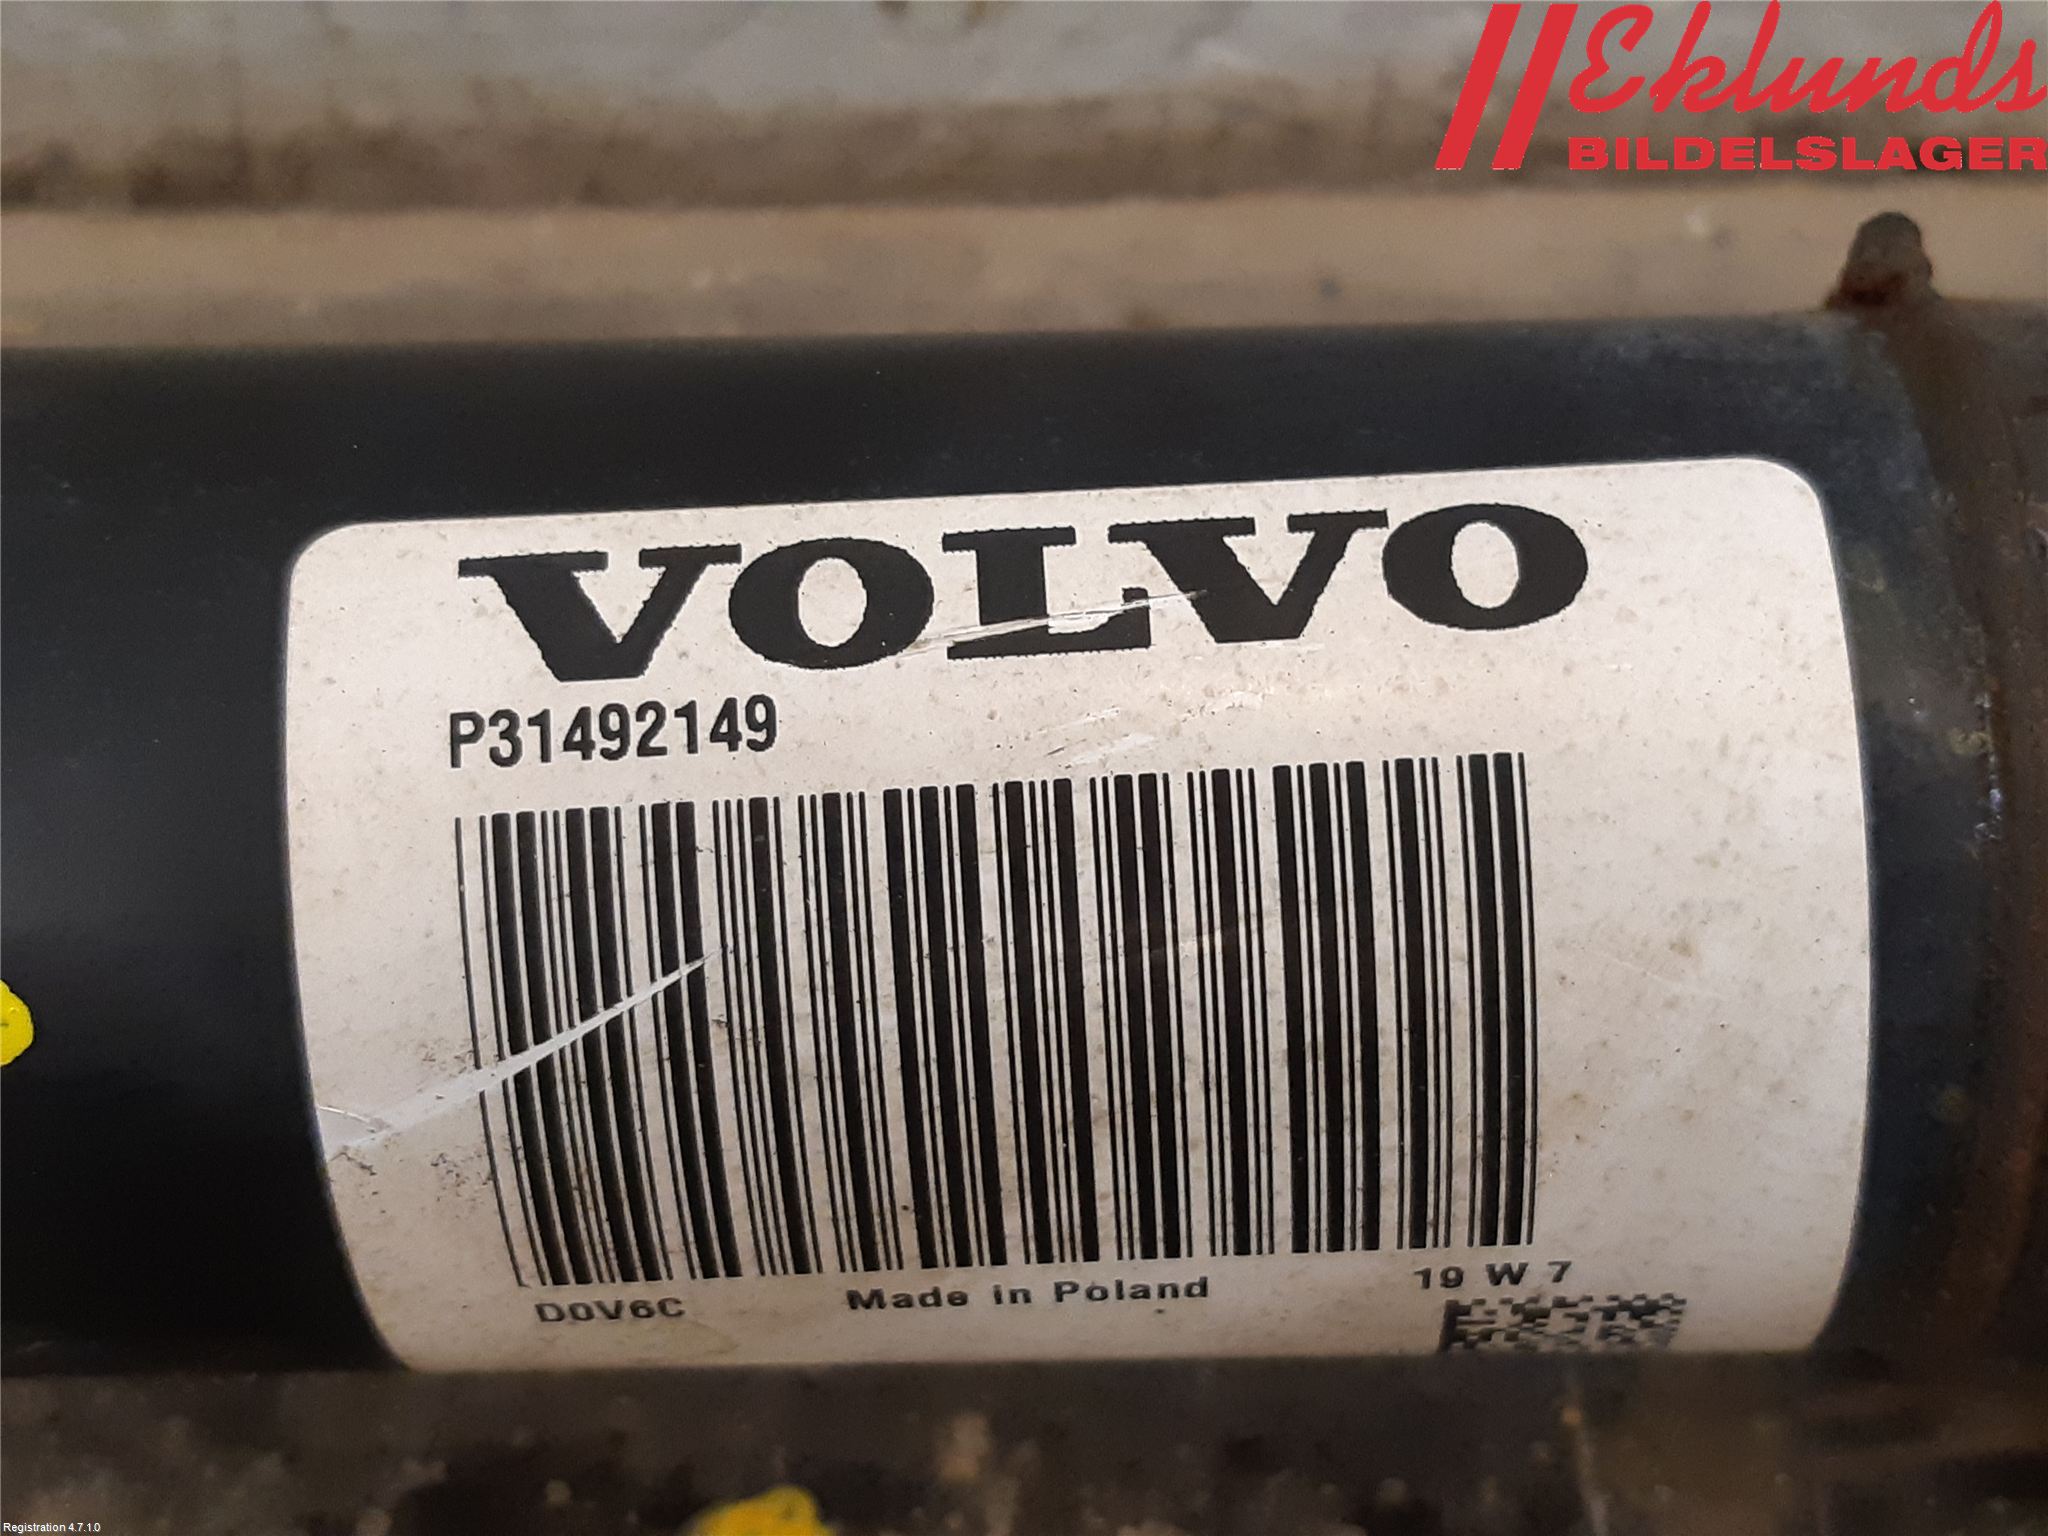 Eklunds
BILDELSLAGER
VOLVO
P31492149
D0V6C Made in Poland 19 W 7
Registration 4.7.1.0